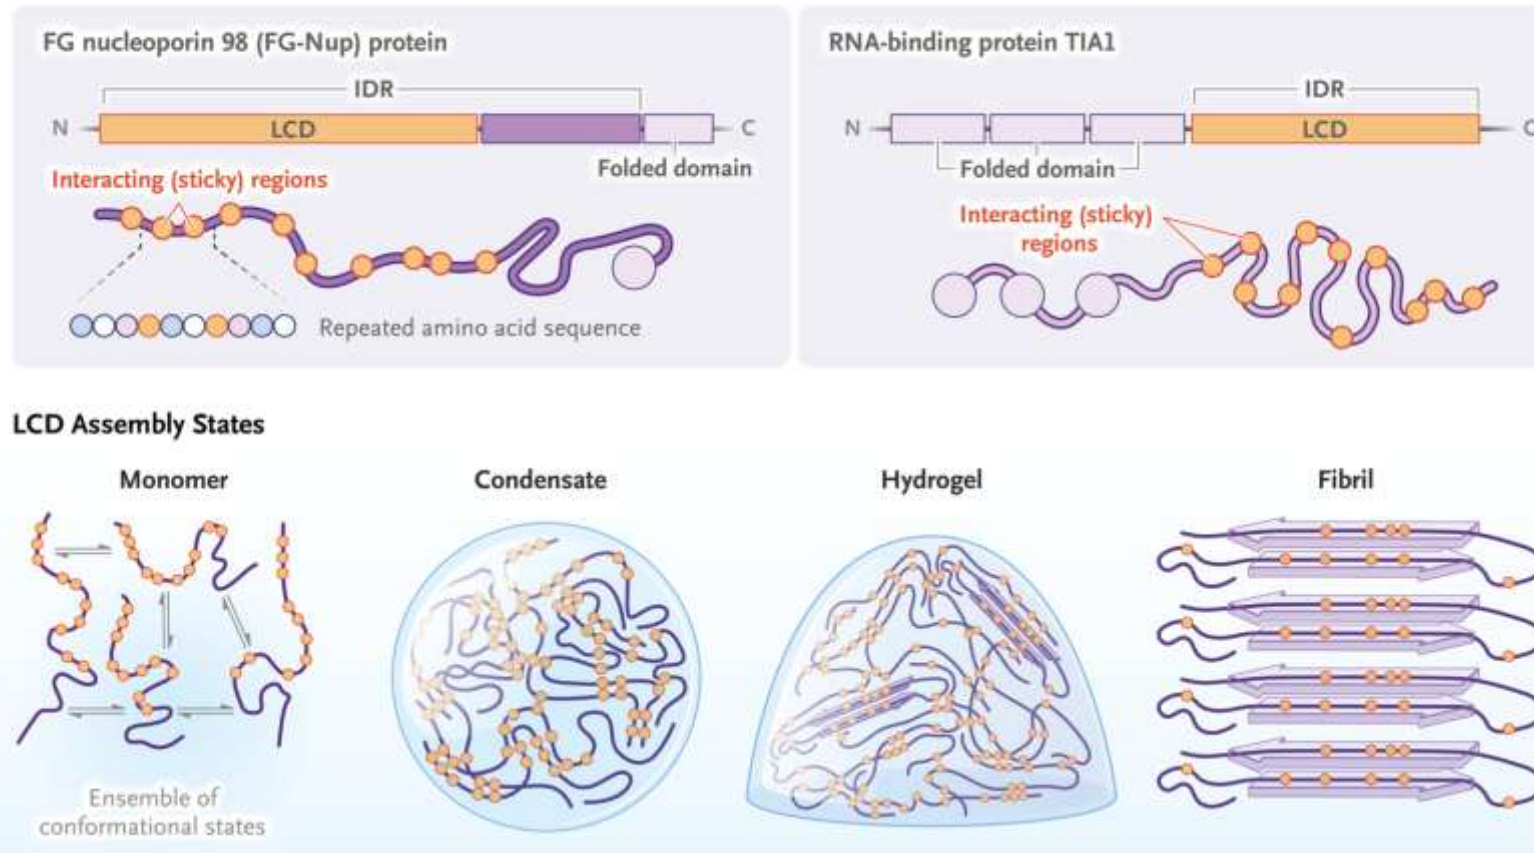 FG nucleoporin 98 (FG-Nup) protein
IDR
N
LCD
C
Folded domain
Interacting (sticky) regions
Repeated amino acid sequence
RNA-binding protein TIA1
IDR
N
LCD
C
Folded domain
Interacting (sticky)
regions
LCD Assembly States
Monomer
Condensate
Hydrogel
Fibril
Ensemble of
conformational states